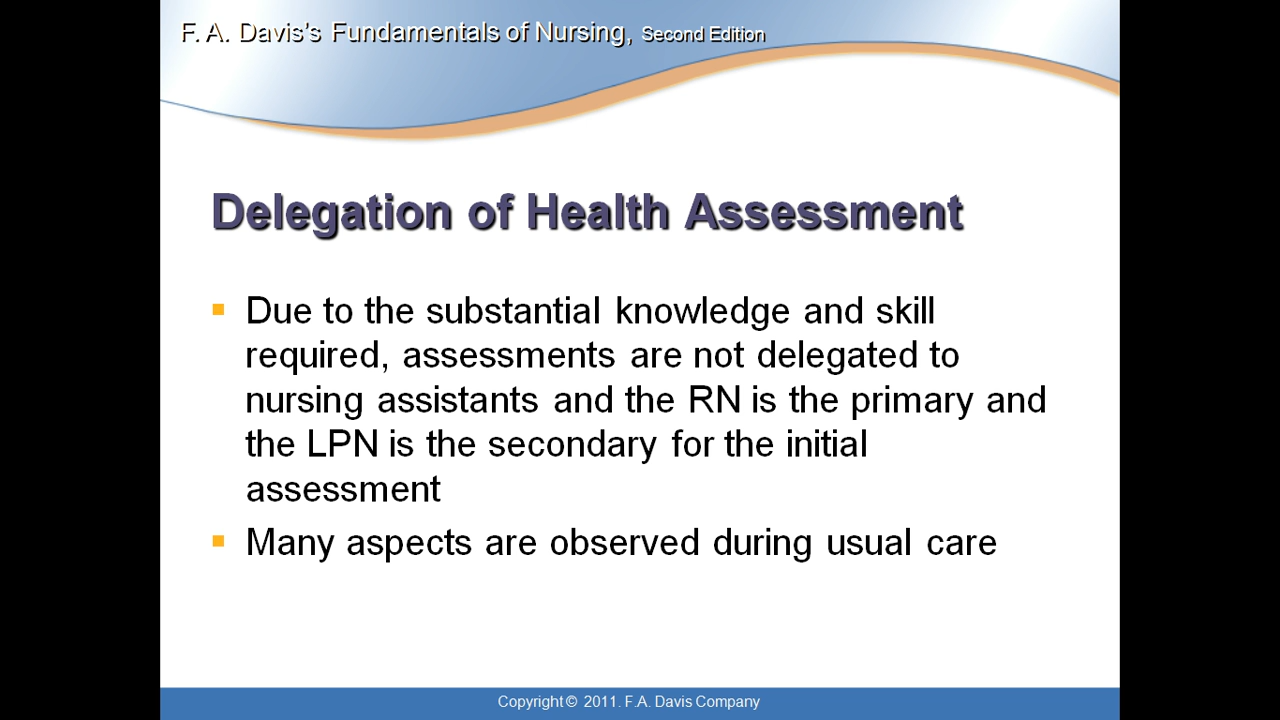 F. A. Davis's Fundamentals of Nursing, Second Edition
Delegation of Health Assessment
▪ Due to the substantial knowledge and skill
required, assessments are not delegated to
nursing assistants and the RN is the primary and
the LPN is the secondary for the initial
assessment
▪ Many aspects are observed during usual care
Copyright © 2011. F.A. Davis Company